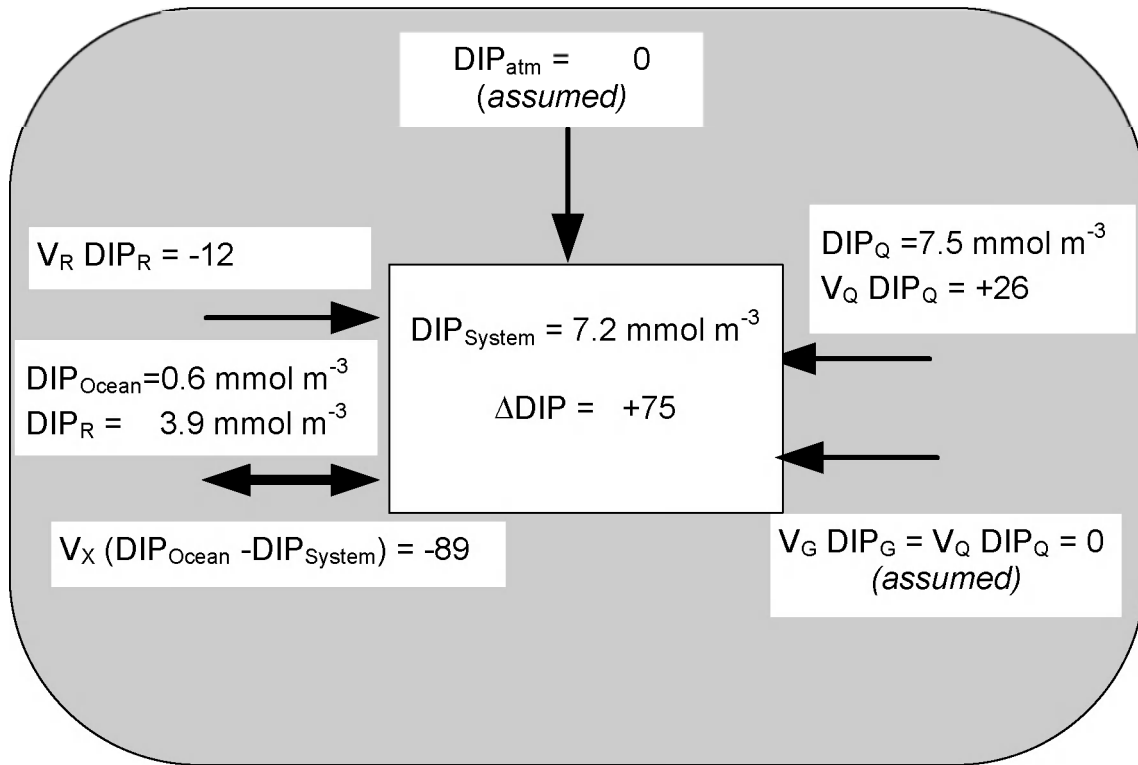 DIPatm = 0
(assumed)
VR DIPR = -12
DIPQ =7.5 mmol m-3
VQ DIPQ = +26
DIPSystem = 7.2 mmol m-3
ΔDIP = +75
DIPOcean=0.6 mmol m-3
DIPR = 3.9 mmol m-3
VX (DIPOcean -DIPSystem) = -89
VG DIPG = VQ DIPQ = 0
(assumed)